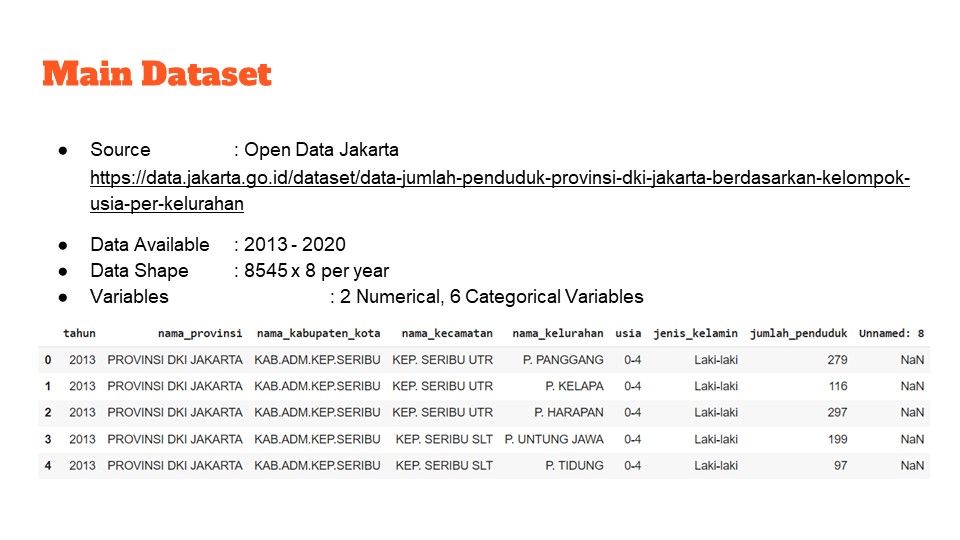 Main Dataset
● Source : Open Data Jakarta
https://data.jakarta.go.id/dataset/data-jumlah-penduduk-provinsi-dki-jakarta-berdasarkan-kelompok-
usia-per-kelurahan
● Data Available : 2013 - 2020
● Data Shape : 8545 x 8 per year
● Variables : 2 Numerical, 6 Categorical Variables
tahun nama_provinsi nama_kabupaten_kota nama_kecamatan nama_kelurahan usia jenis_kelamin jumlah_penduduk Unnamed: 8
0 2013 PROVINSI DKI JAKARTA KAB.ADM.KEP.SERIBU KEP. SERIBU UTR P. PANGGANG 0-4 Laki-laki 279 NaN
1 2013 PROVINSI DKI JAKARTA KAB.ADM.KEP.SERIBU KEP. SERIBU UTR P. KELAPA 0-4 Laki-laki 116 NaN
2 2013 PROVINSI DKI JAKARTA KAB.ADM.KEP.SERIBU KEP. SERIBU UTR P. HARAPAN 0-4 Laki-laki 297 NaN
3 2013 PROVINSI DKI JAKARTA KAB.ADM.KEP.SERIBU KEP. SERIBU SLT P. UNTUNG JAWA 0-4 Laki-laki 199 NaN
4 2013 PROVINSI DKI JAKARTA KAB.ADM.KEP.SERIBU KEP. SERIBU SLT P. TIDUNG 0-4 Laki-laki 97 NaN